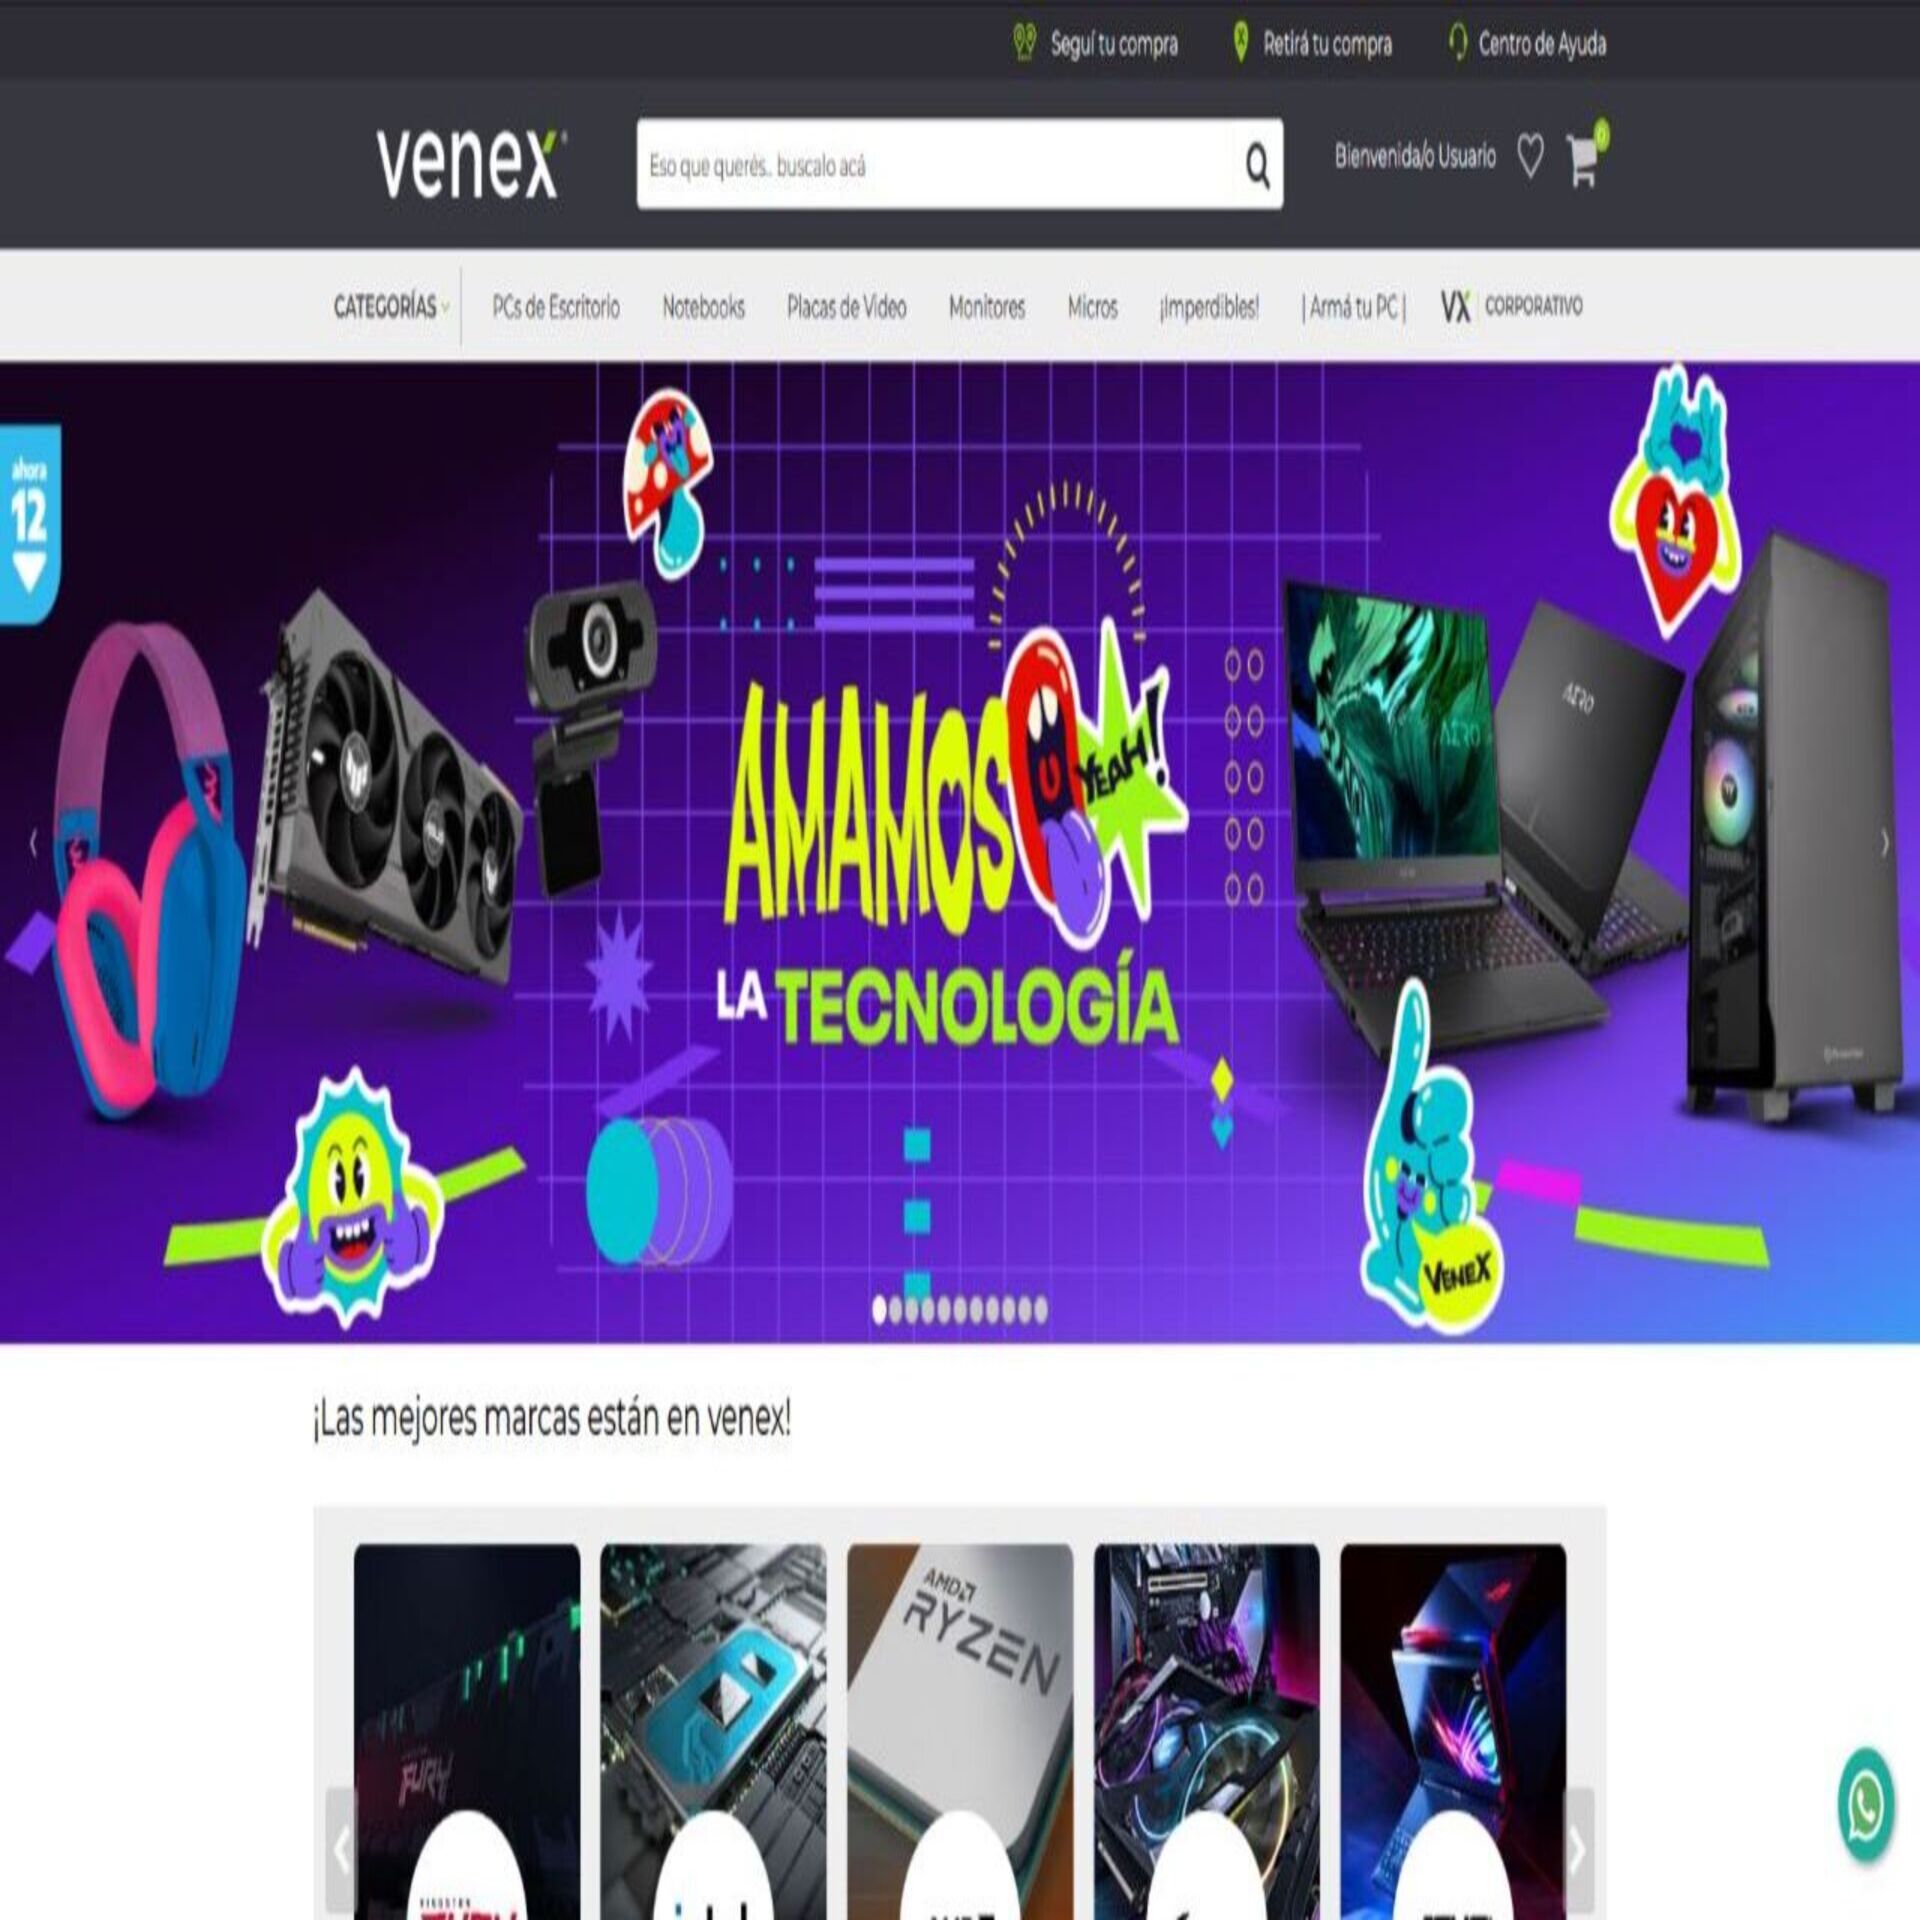 Seguí tu compra
Retirá tu compra
Centro de Ayuda
venex
Eso que querés.. buscalo acá
Bienvenida/o Usuario
0
CATEGORÍAS
PCs de Escritorio
Notebooks
Placas de Video
Monitores
Micros
¡Imperdibles!
| Armá tu PC |
VX
CORPORATIVO
ahora
12
AERO
AERO
AMAMOS
YEAH!
LA TECNOLOGÍA
VENEX
¡Las mejores marcas están en venex!
AMD
RYZEN
FURY